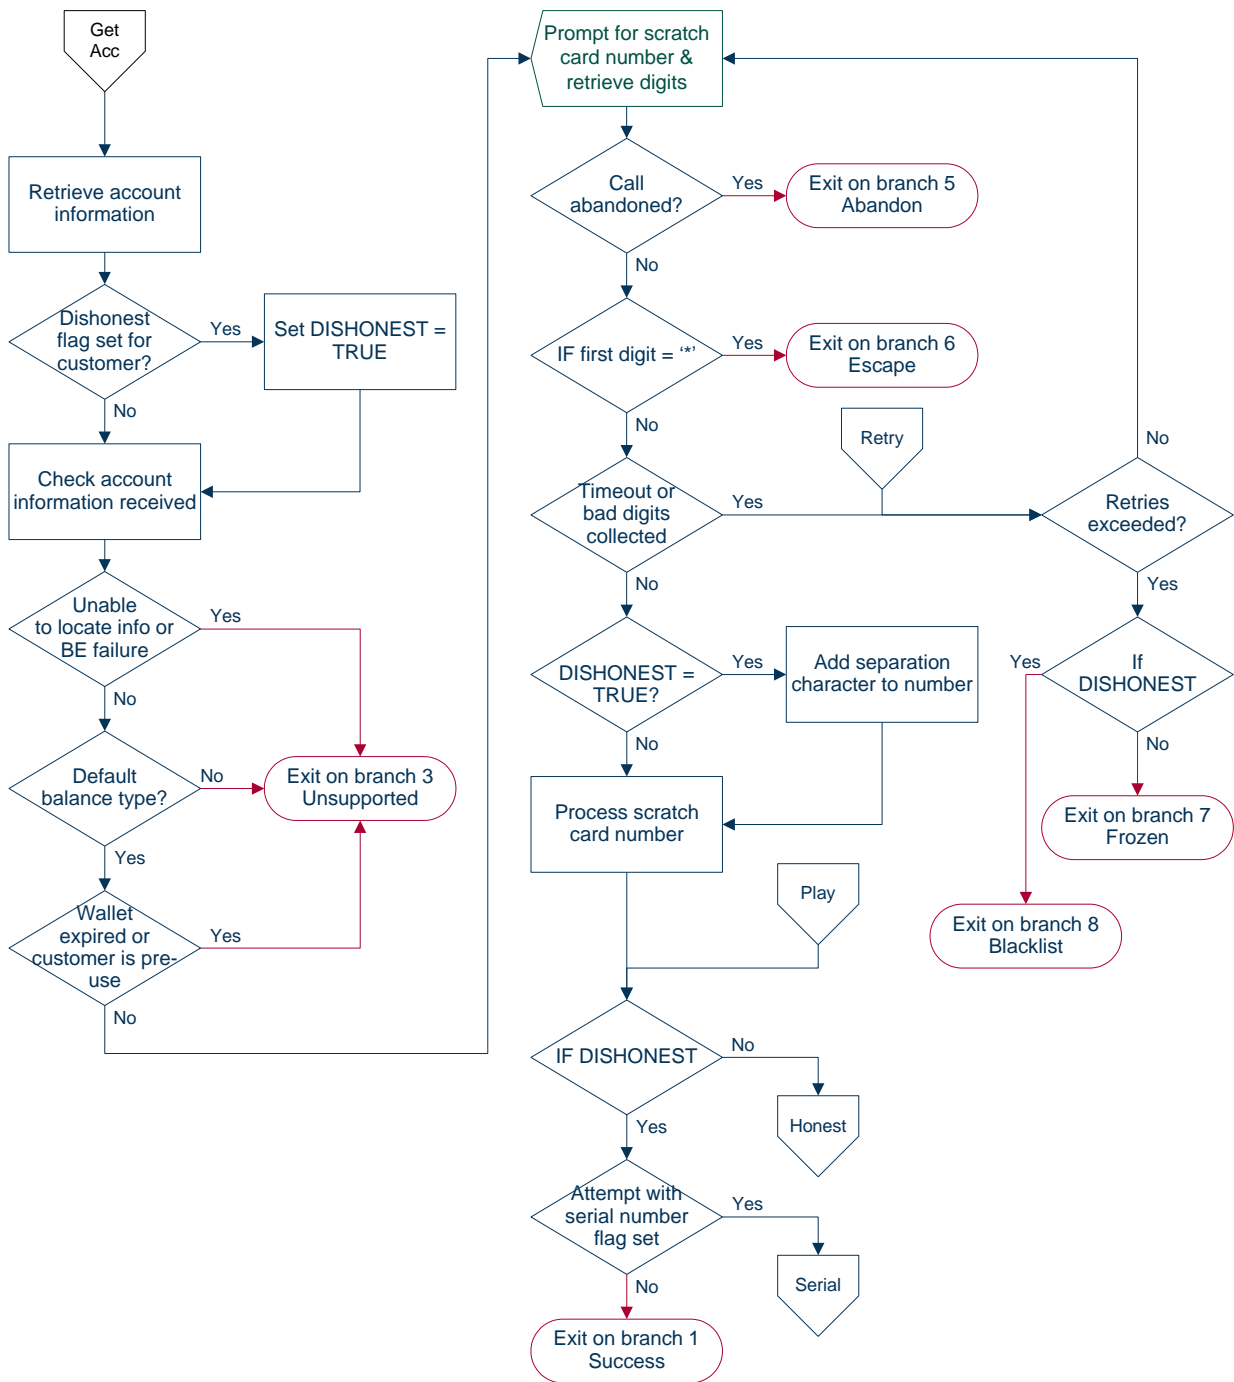 Get
Acc
Retrieve account
information
Dishonest
flag set for
customer?
Yes
Set DISHONEST =
TRUE
No
Check account
information received
Unable
to locate info or
BE failure
Yes
No
Default
balance type?
No
Exit on branch 3
Unsupported
Yes
Wallet
expired or
customer is pre-
use
Yes
No
Prompt for scratch
card number &
retrieve digits
Call
abandoned?
Yes
Exit on branch 5
Abandon
No
IF first digit = ‘*’
Yes
Exit on branch 6
Escape
No
Retry
Timeout or
bad digits
collected
Yes
No
Retries
exceeded?
No
Yes
DISHONEST =
TRUE?
Yes
Add separation
character to number
No
If
DISHONEST
Yes
No
Exit on branch 7
Frozen
Exit on branch 8
Blacklist
Process scratch
card number
Play
IF DISHONEST
No
Honest
Yes
Attempt with
serial number
flag set
Yes
Serial
No
Exit on branch 1
Success